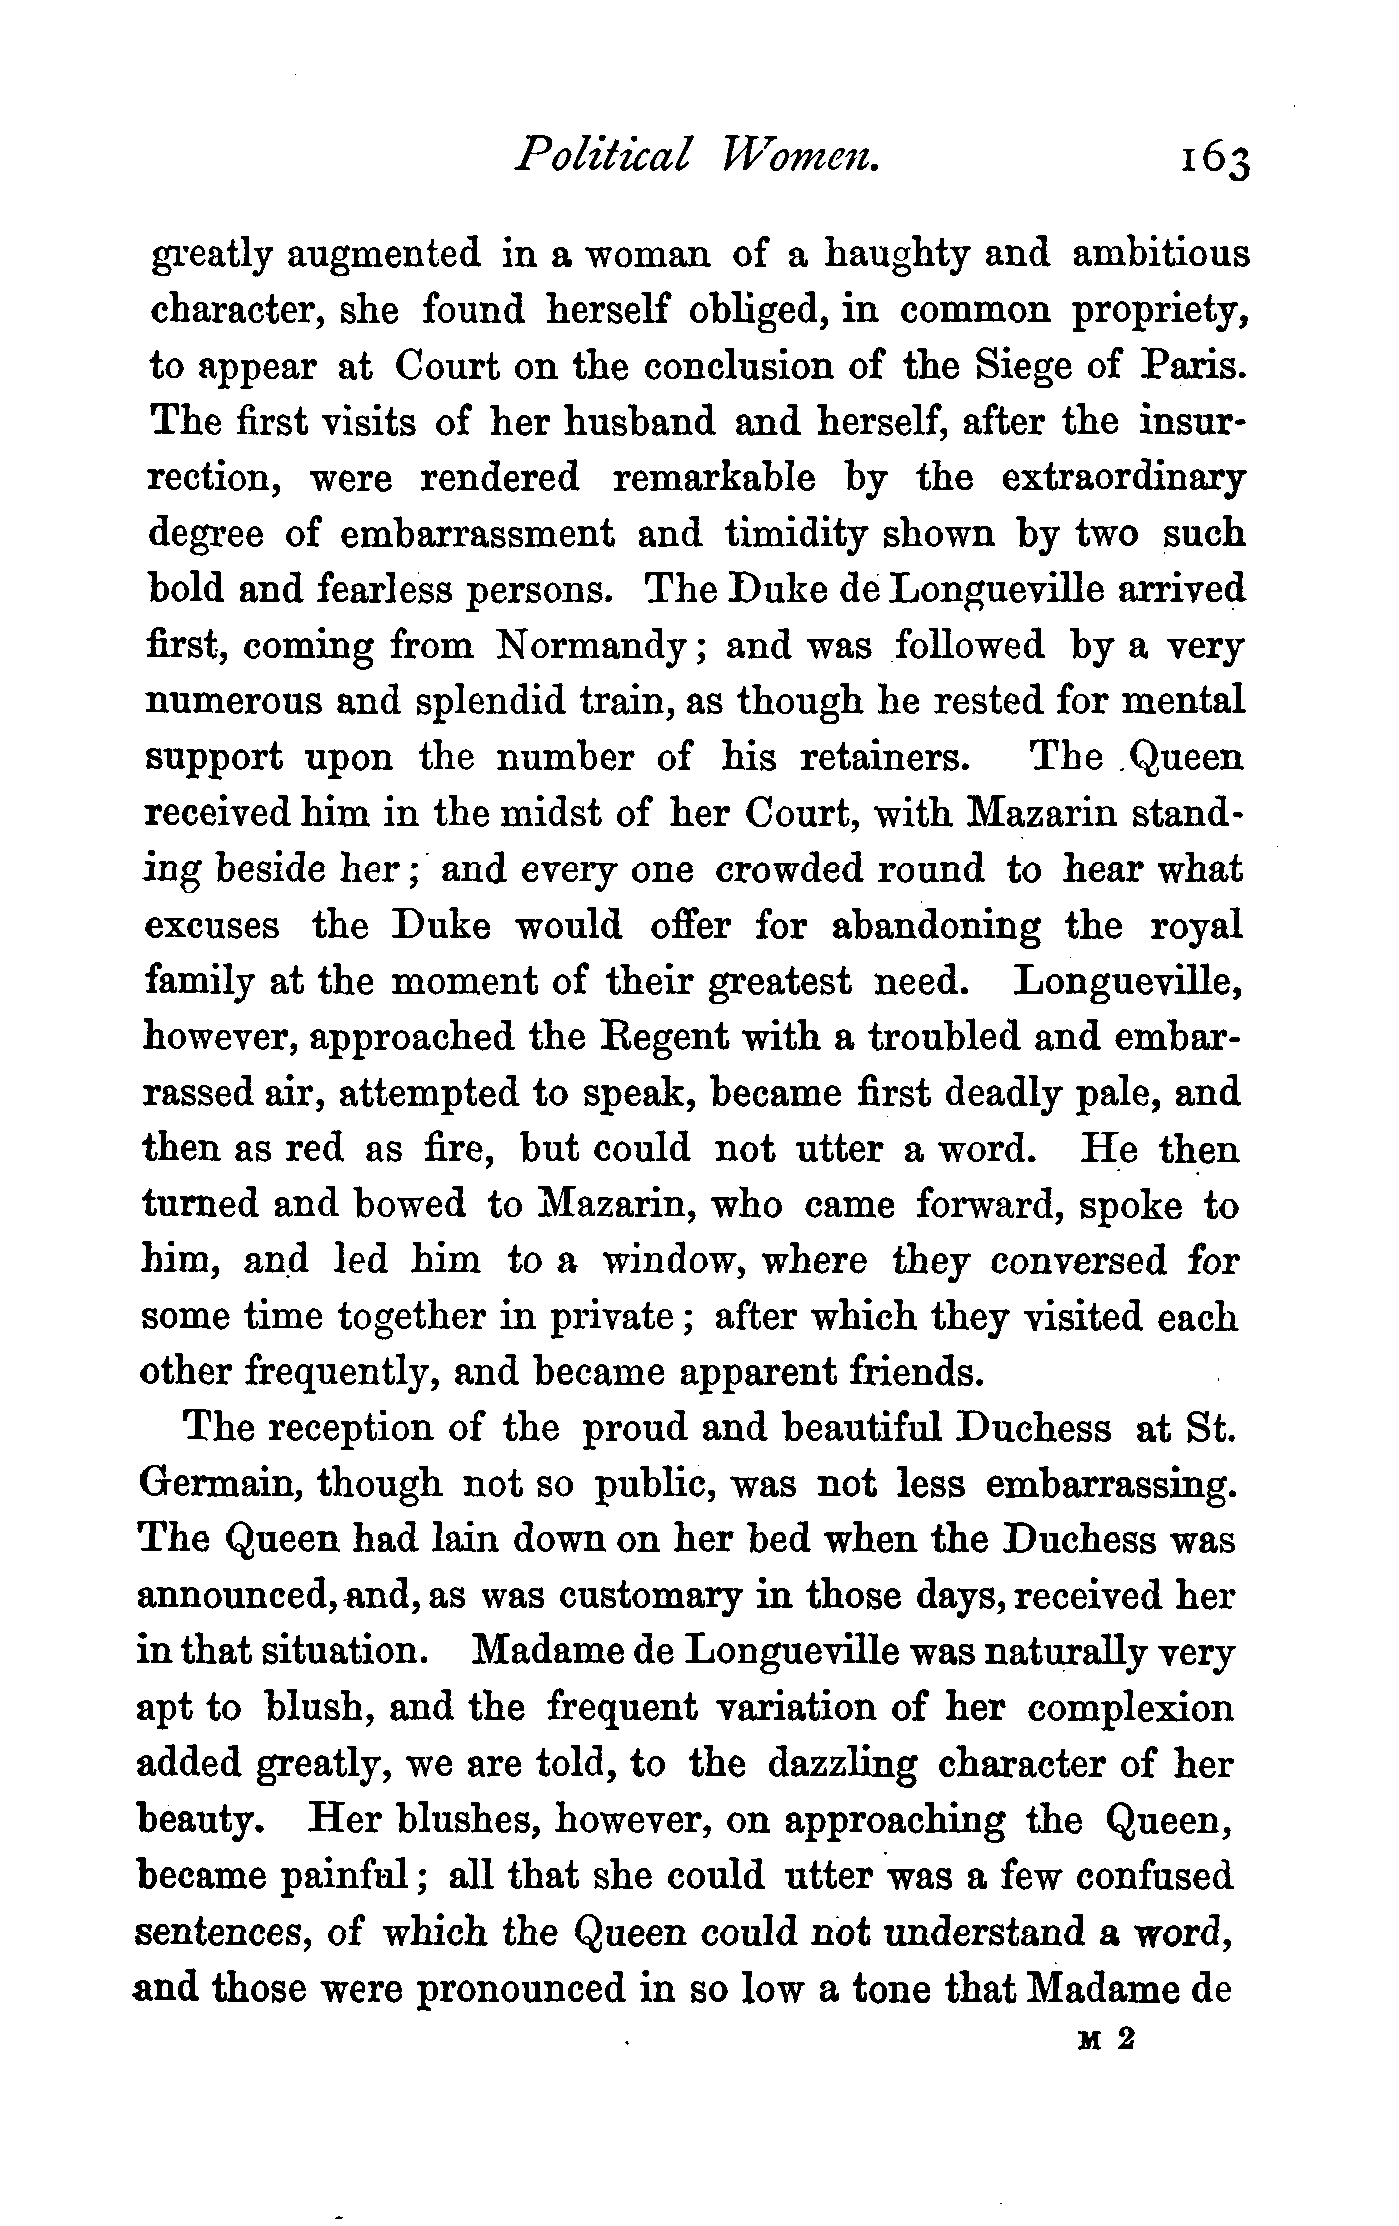 Political Women. 163
greatly augmented in a woman of a haughty and ambitious
character, she found herself obliged, in common propriety,
to appear at Court on the conclusion of the Siege of Paris.
The first visits of her husband and herself, after the insur-
rection, were rendered remarkable by the extraordinary
degree of embarrassment and timidity shown by two such
bold and fearless persons. The Duke de Longueville arrived
first, coming from Normandy; and was followed by a very
numerous and splendid train, as though he rested for mental
support upon the number of his retainers. The Queen
received him in the midst of her Court, with Mazarin stand-
ing beside her; and every one crowded round to hear what
excuses the Duke would offer for abandoning the royal
family at the moment of their greatest need. Longueville,
however, approached the Regent with a troubled and embar-
rassed air, attempted to speak, became first deadly pale, and
then as red as fire, but could not utter a word. He then
turned and bowed to Mazarin, who came forward, spoke to
him, and led him to a window, where they conversed for
some time together in private; after which they visited each
other frequently, and became apparent friends.
The reception of the proud and beautiful Duchess at St.
Germain, though not so public, was not less embarrassing.
The Queen had lain down on her bed when the Duchess was
announced, and, as was customary in those days, received her
in that situation. Madame de Longueville was naturally very
apt to blush, and the frequent variation of her complexion
added greatly, we are told, to the dazzling character of her
beauty. Her blushes, however, on approaching the Queen,
became painful; all that she could utter was a few confused
sentences, of which the Queen could not understand a word,
and those were pronounced in so low a tone that Madame de
M 2